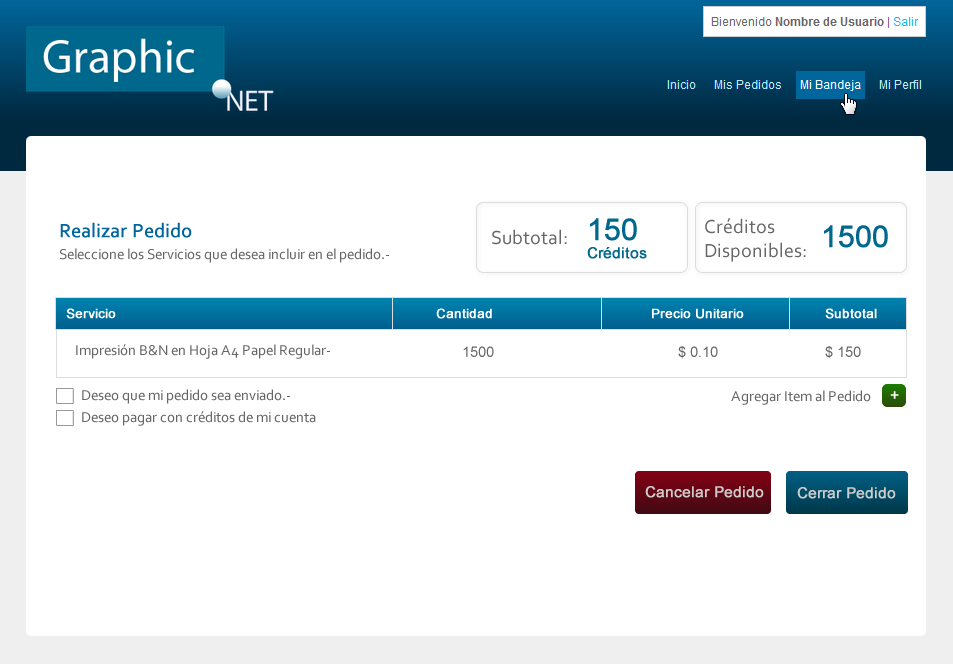 Bienvenido Nombre de Usuario | Salir
Graphic
NET
Inicio Mis Pedidos Mi Bandeja Mi Perfil
Realizar Pedido
Seleccione los Servicios que desea incluir en el pedido.-
Subtotal: 150
Créditos
Créditos
Disponibles: 1500
Servicio Cantidad Precio Unitario Subtotal
Impresión B&N en Hoja A4 Papel Regular- 1500 $ 0.10 $ 150
Deseo que mi pedido sea enviado.- Agregar Item al Pedido +
Deseo pagar con créditos de mi cuenta
Cancelar Pedido Cerrar Pedido